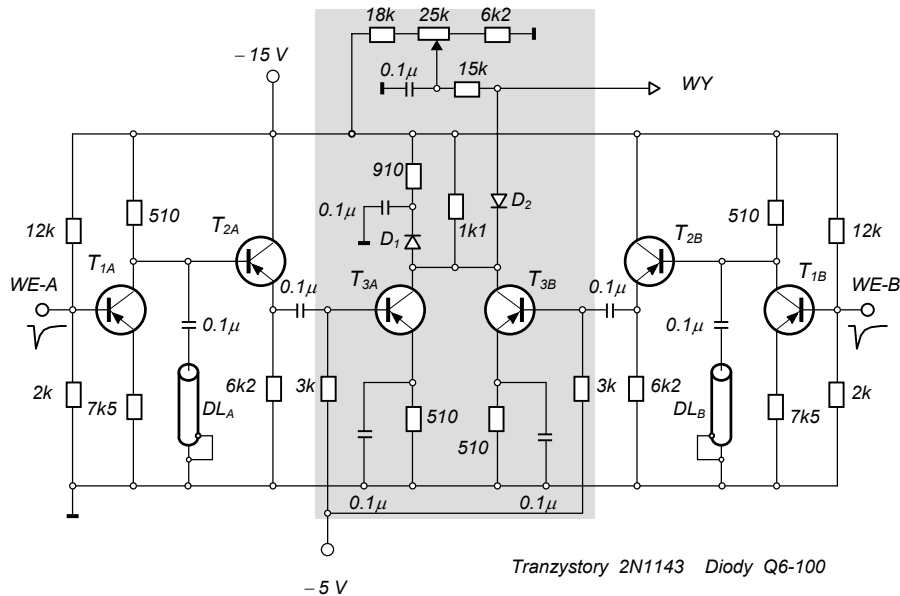 18k 25k 6k2
0.1μ 15k
WY
– 15 V
910
0.1μ
D₁
1k1
D₂
12k
510
T₂A
T₁A
WE-A
T₃A
T₃B
T₂B
510
12k
T₁B
WE-B
0.1μ
0.1μ
0.1μ
0.1μ
2k
7k5
DL_A
6k2
3k
510
510
3k
6k2
DL_B
7k5
2k
0.1μ
0.1μ
– 5 V
Tranzystory 2N1143 Diody Q6-100